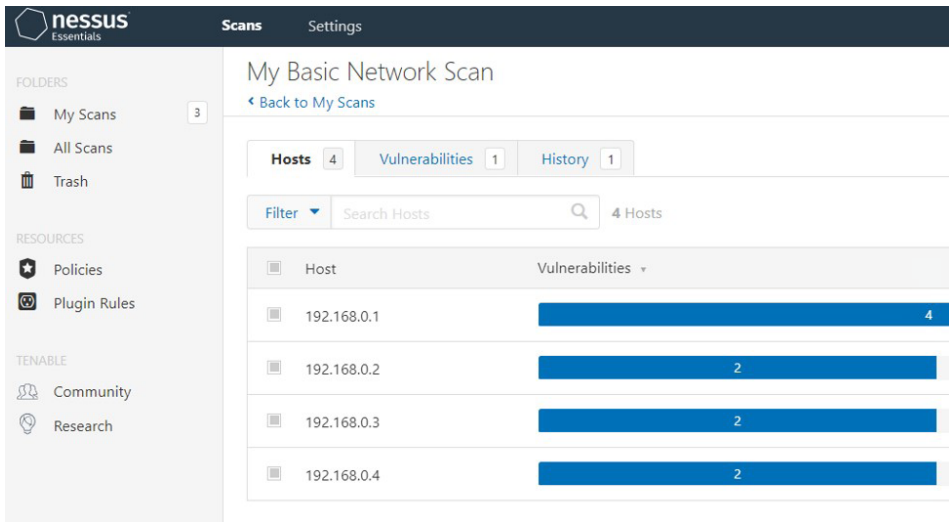 nessus
Essentials
Scans Settings
FOLDERS
My Scans 3
All Scans
Trash
RESOURCES
Policies
Plugin Rules
TENABLE
Community
Research
My Basic Network Scan
Back to My Scans
Hosts 4 Vulnerabilities 1 History 1
Filter Search Hosts 4 Hosts
Host Vulnerabilities
192.168.0.1 4
192.168.0.2 2
192.168.0.3 2
192.168.0.4 2